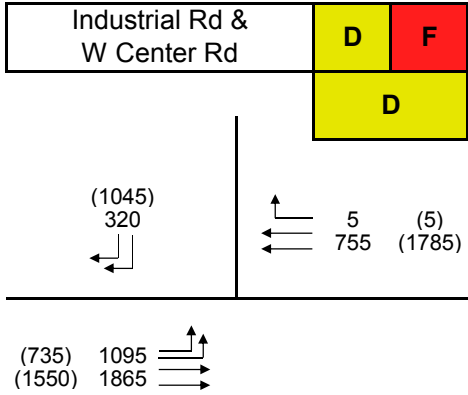 Industrial Rd &
W Center Rd
D F
D
(1045)
320
5 (5)
755 (1785)
(735) 1095
(1550) 1865